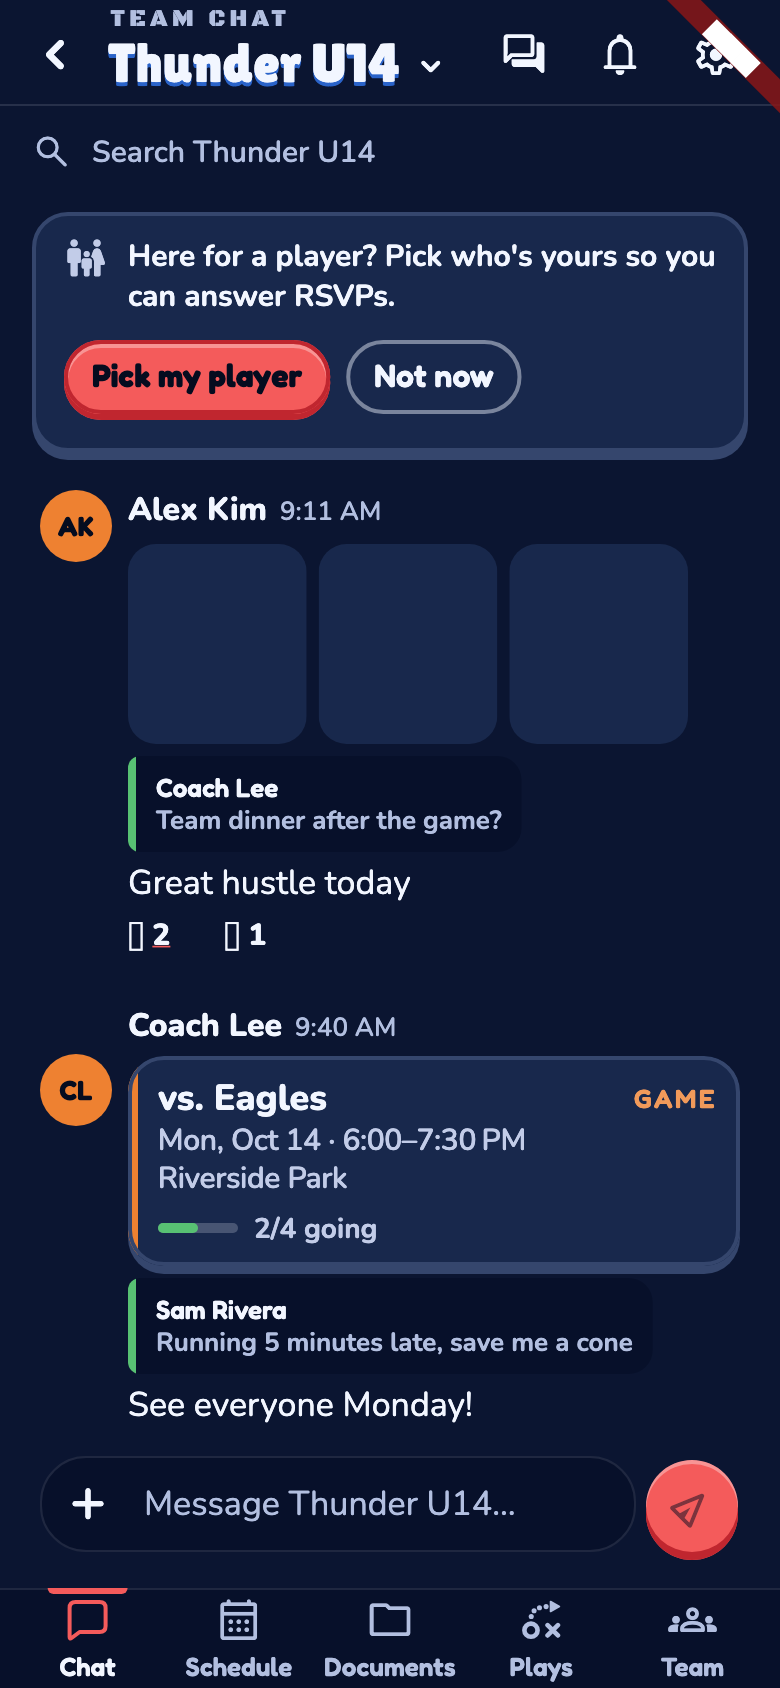 TEAM CHAT
Thunder U14
Search Thunder U14
Here for a player? Pick who's yours so you
can answer RSVPs.
Pick my player
Not now
AK
Alex Kim 9:11 AM
Coach Lee
Team dinner after the game?
Great hustle today
2 1
Coach Lee 9:40 AM
CL
vs. Eagles GAME
Mon, Oct 14 · 6:00–7:30 PM
Riverside Park
2/4 going
Sam Rivera
Running 5 minutes late, save me a cone
See everyone Monday!
Message Thunder U14...
Chat Schedule Documents Plays Team